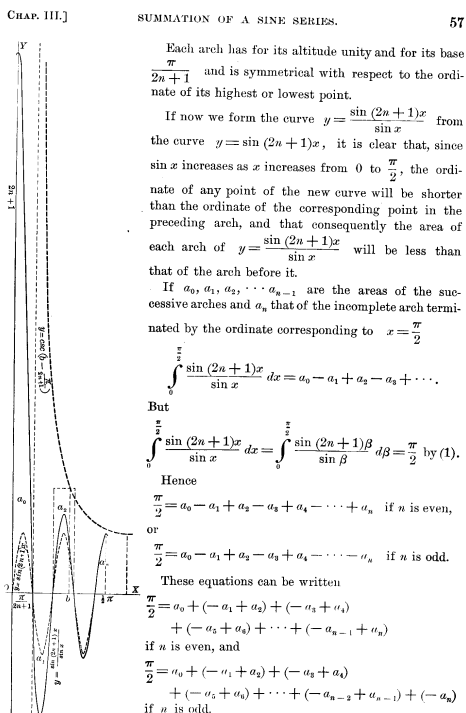 CHAP. III.] SUMMATION OF A SINE SERIES. 57
Each arch has for its altitude unity and for its base
π/(2n + 1) and is symmetrical with respect to the ordi-
nate of its highest or lowest point.
If now we form the curve y = sin (2n + 1)x / sin x from
the curve y = sin (2n + 1)x, it is clear that, since
sin x increases as x increases from 0 to π/2, the ordi-
nate of any point of the new curve will be shorter
than the ordinate of the corresponding point in the
preceding arch, and that consequently the area of
each arch of y = sin (2n + 1)x / sin x will be less than
that of the arch before it.
If a₀, a₁, a₂, ··· aₙ₋₁ are the areas of the suc-
cessive arches and aₙ that of the incomplete arch termi-
nated by the ordinate corresponding to x = π/2
∫₀^(π/2) sin (2n + 1)x / sin x dx = a₀ − a₁ + a₂ − a₃ + ···.
But
∫₀^(π/2) sin (2n + 1)x / sin x dx = ∫₀^(π/2) sin (2n + 1)β / sin β dβ = π/2 by (1).
Hence
π/2 = a₀ − a₁ + a₂ − a₃ + a₄ − ··· + aₙ if n is even,
or
π/2 = a₀ − a₁ + a₂ − a₃ + a₄ − ··· − aₙ if n is odd.
These equations can be written
π/2 = a₀ + (− a₁ + a₂) + (− a₃ + a₄)
+ (− a₅ + a₆) + ··· + (− aₙ₋₁ + aₙ)
if n is even, and
π/2 = a₀ + (− a₁ + a₂) + (− a₃ + a₄)
+ (− a₅ + a₆) + ··· + (− aₙ₋₂ + aₙ₋₁) + (− aₙ)
if n is odd.
Y
2n + 1
a₀
a₂
X
π/(2n+1)
b
½π
a₁
y = sin (2n + 1) x / sin x